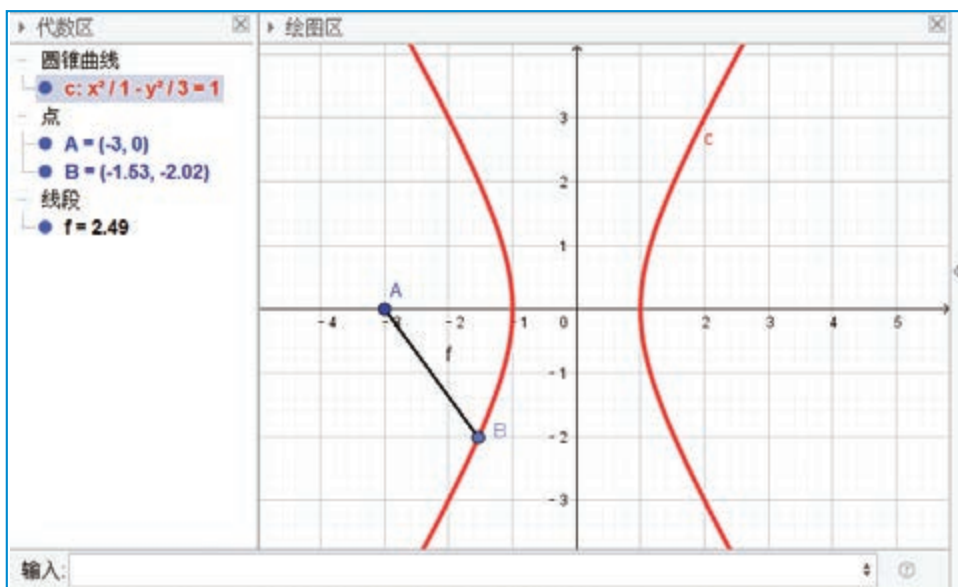 代数区
圆锥曲线
c: x² / 1 - y² / 3 = 1
点
A = (-3, 0)
B = (-1.53, -2.02)
线段
f = 2.49
绘图区
3
2
1
0
-1
-2
-3
-4
-3
-2
-1
2
3
4
5
A
B
f
c
输入: